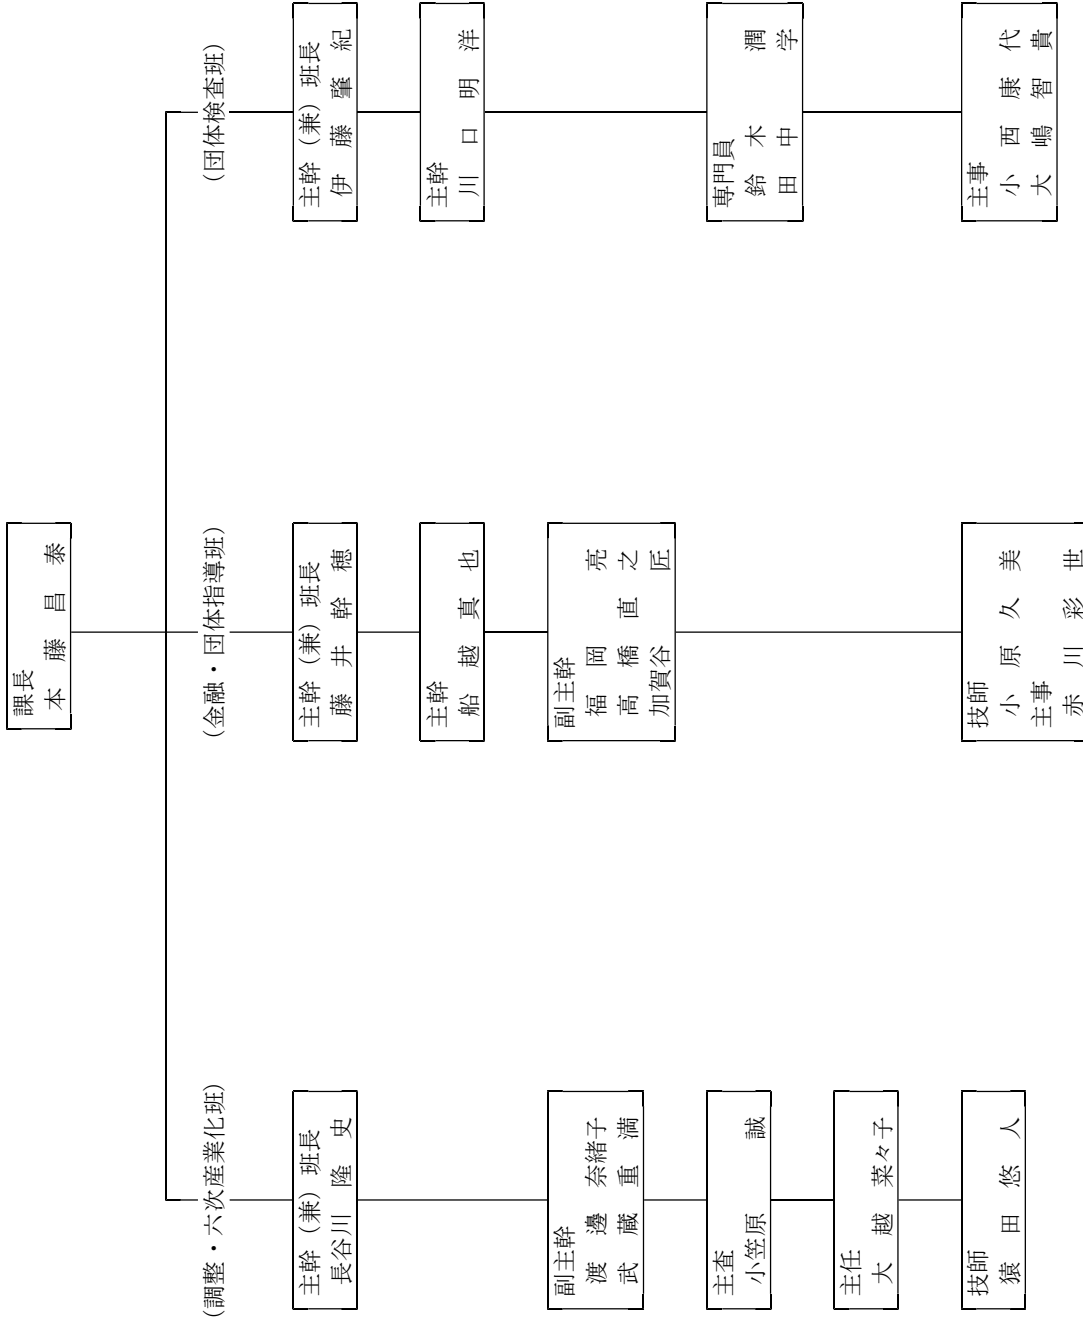 課長
本藤昌泰
(調整・六次産業化班)
主幹(兼)班長
長谷川隆史
副主幹
渡邊奈緒子
武蔵重満
主査
小笠原誠
主任
大越菜々子
技師
猿田悠人
(金融・団体指導班)
主幹(兼)班長
藤井幹穂
主幹
船越真也
副主幹
福岡亮
高橋直之
加賀谷匠
技師
小原久美
主事
赤川彩世
(団体検査班)
主幹(兼)班長
伊藤肇紀
主幹
川口明洋
専門員
鈴木潤
田中学
主事
小西康代
大嶋智貴